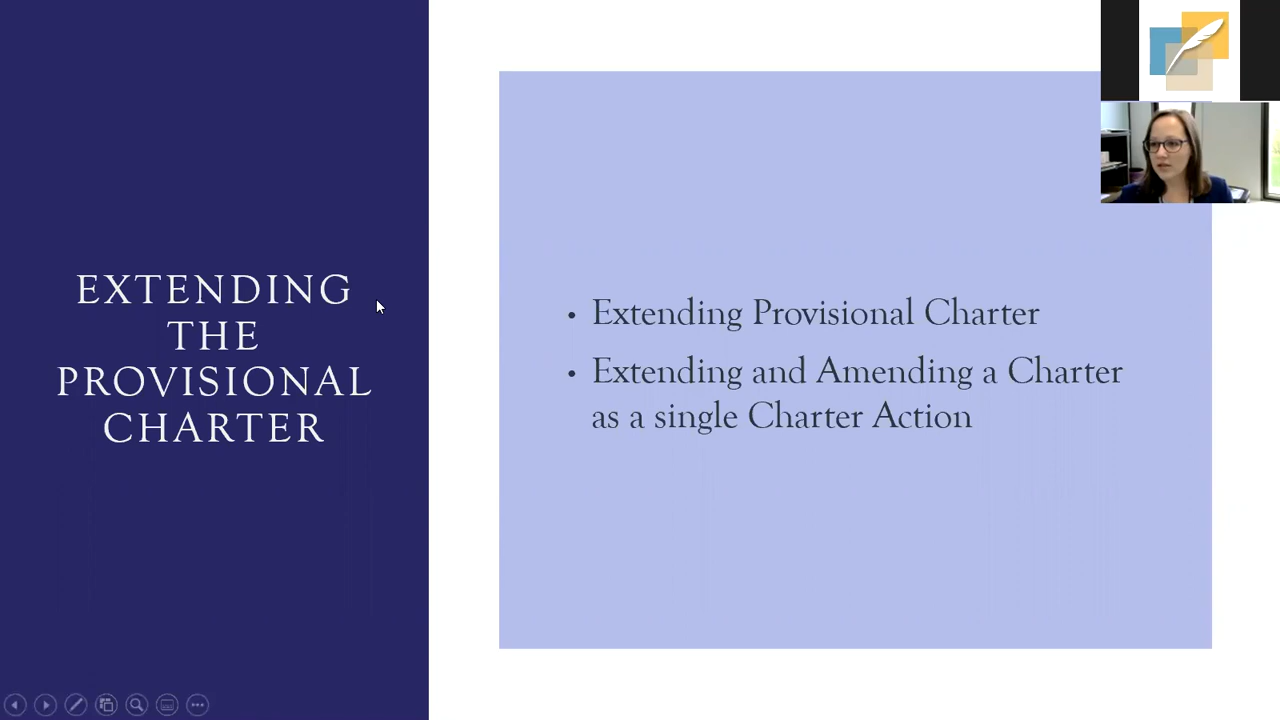 EXTENDING
THE
PROVISIONAL
CHARTER
• Extending Provisional Charter
• Extending and Amending a Charter
as a single Charter Action